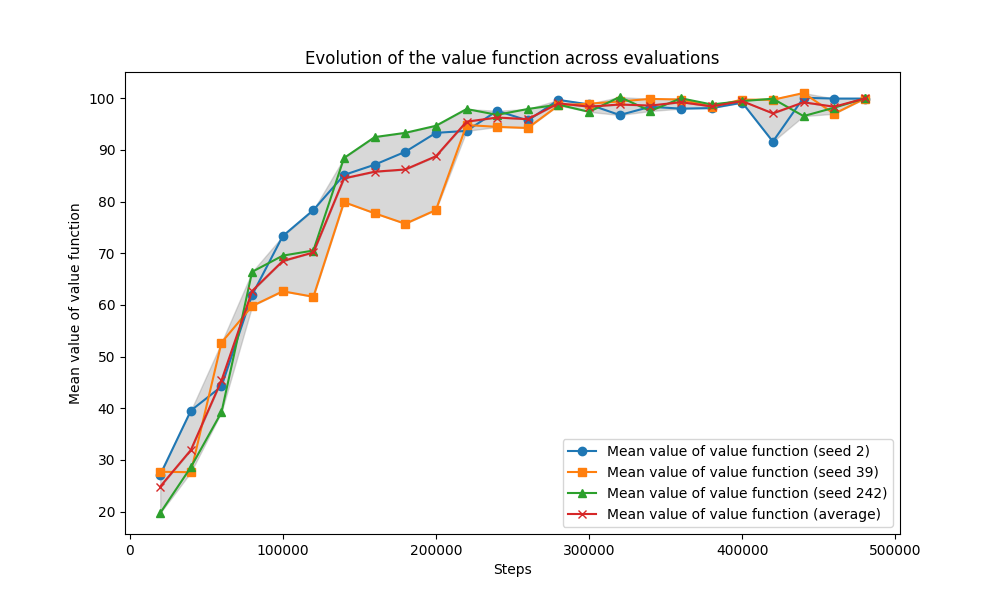 Evolution of the value function across evaluations
Mean value of value function
100
90
80
70
60
50
40
30
20
0
100000
200000
300000
400000
500000
Steps
Mean value of value function (seed 2)
Mean value of value function (seed 39)
Mean value of value function (seed 242)
Mean value of value function (average)